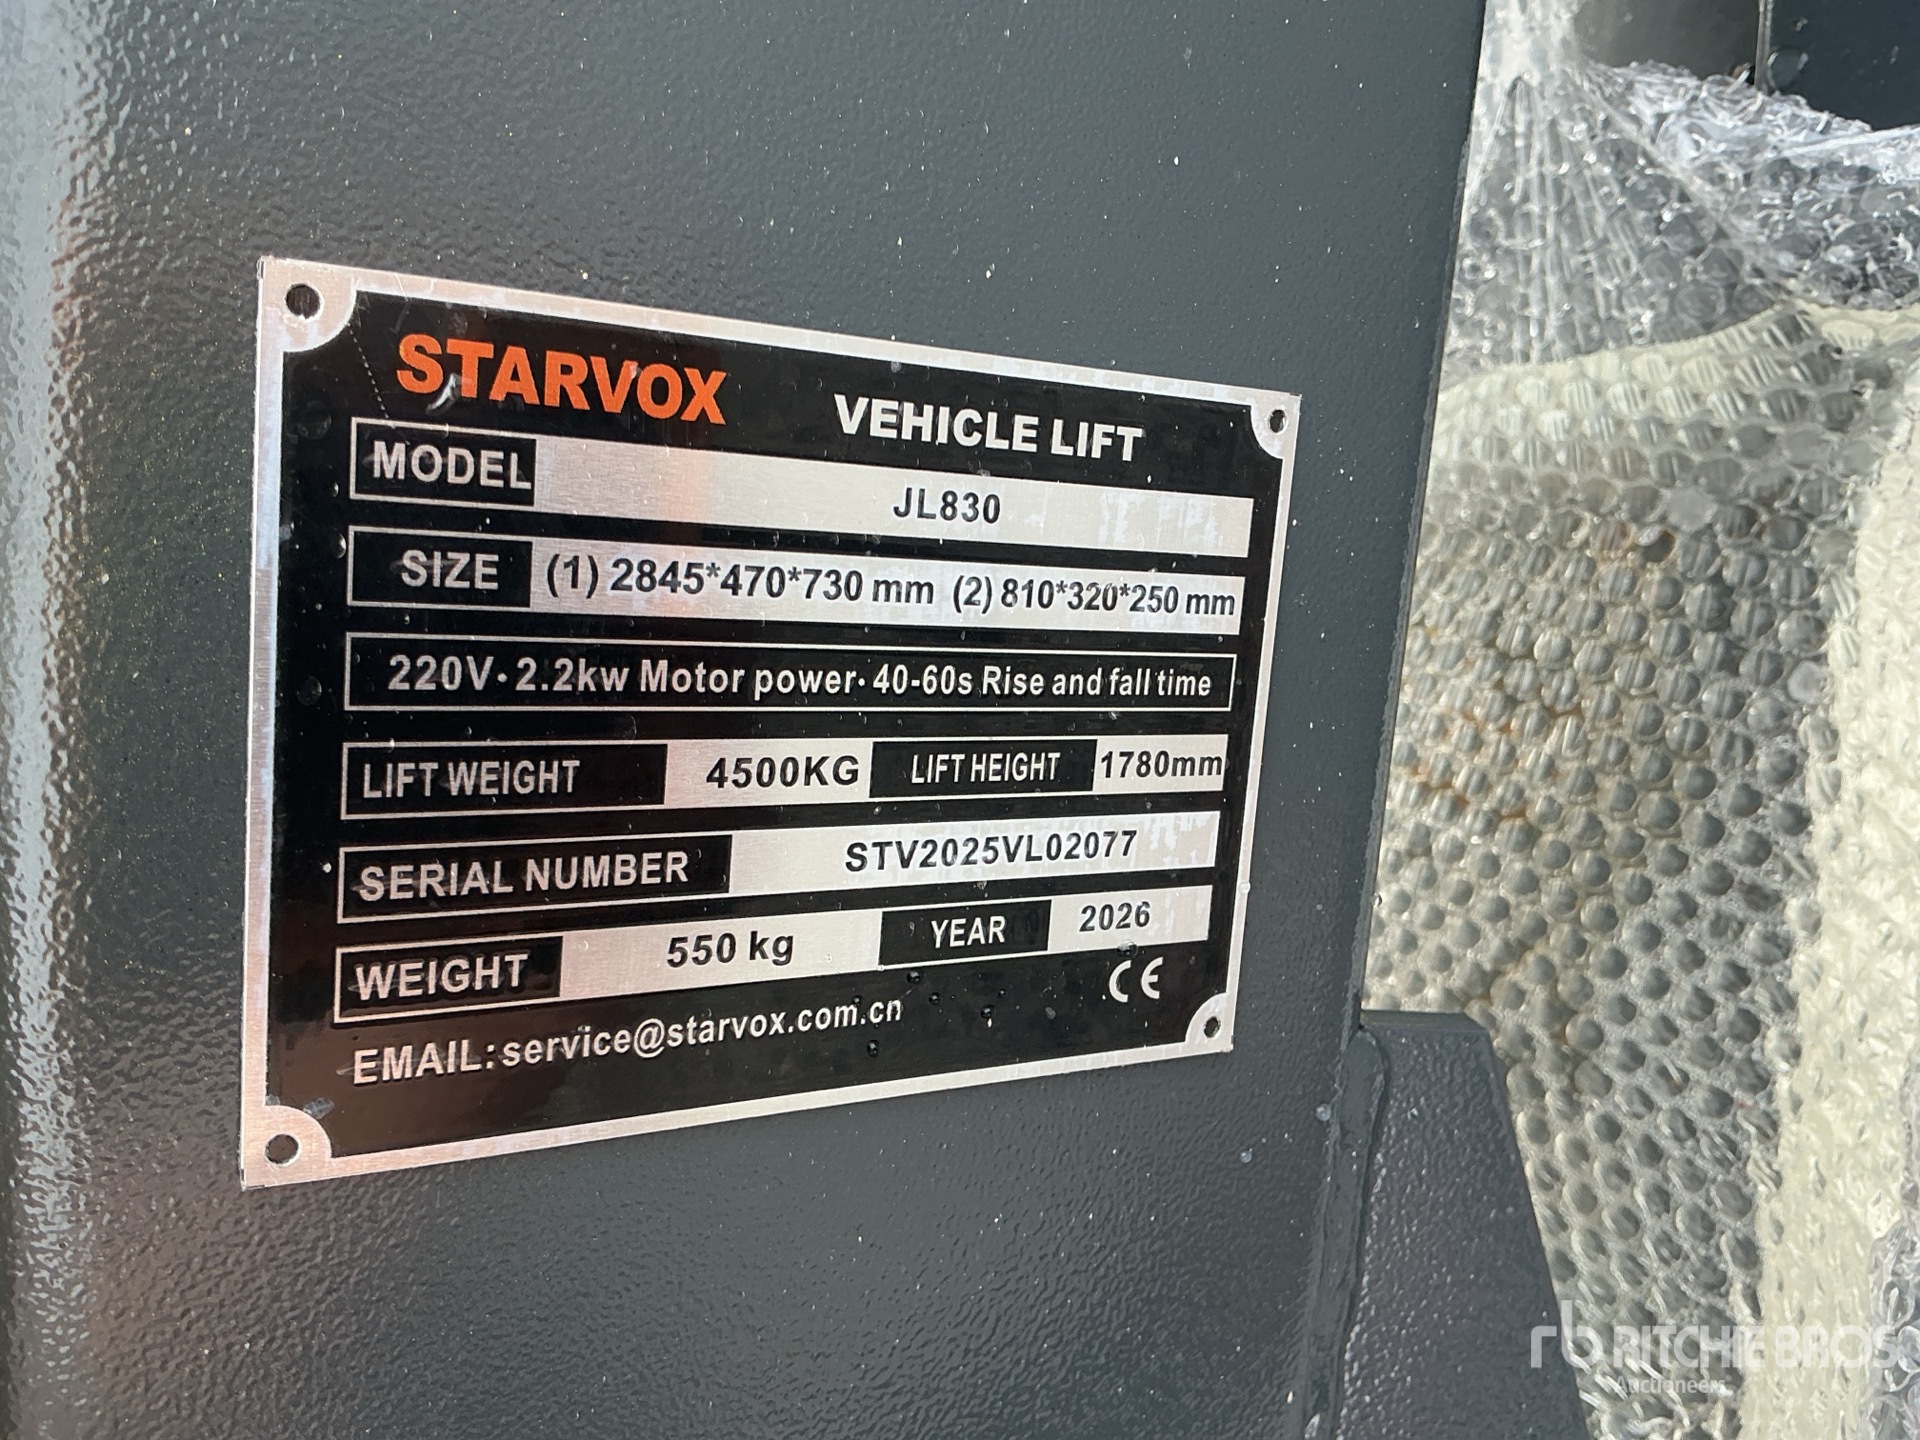 STARVOX VEHICLE LIFT
MODEL JL830
SIZE (1) 2845*470*730 mm (2) 810*320*250 mm
220V · 2.2kw Motor power · 40-60s Rise and fall time
LIFT WEIGHT 4500KG LIFT HEIGHT 1780mm
SERIAL NUMBER STV2025VL02077
WEIGHT 550 kg YEAR 2026
EMAIL:service@starvox.com.cn CE
rb RITCHIE BROS
Auctioneers